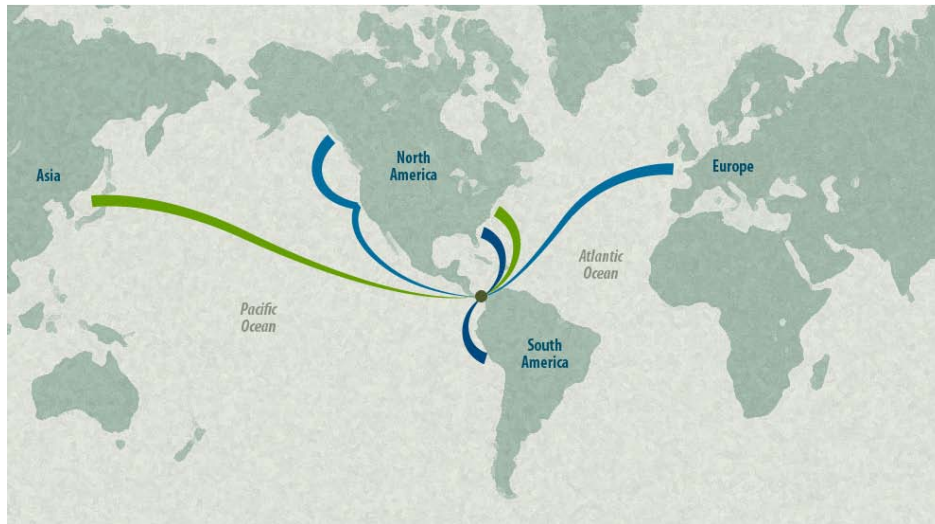 Asia
North
America
Europe
Atlantic
Ocean
Pacific
Ocean
South
America